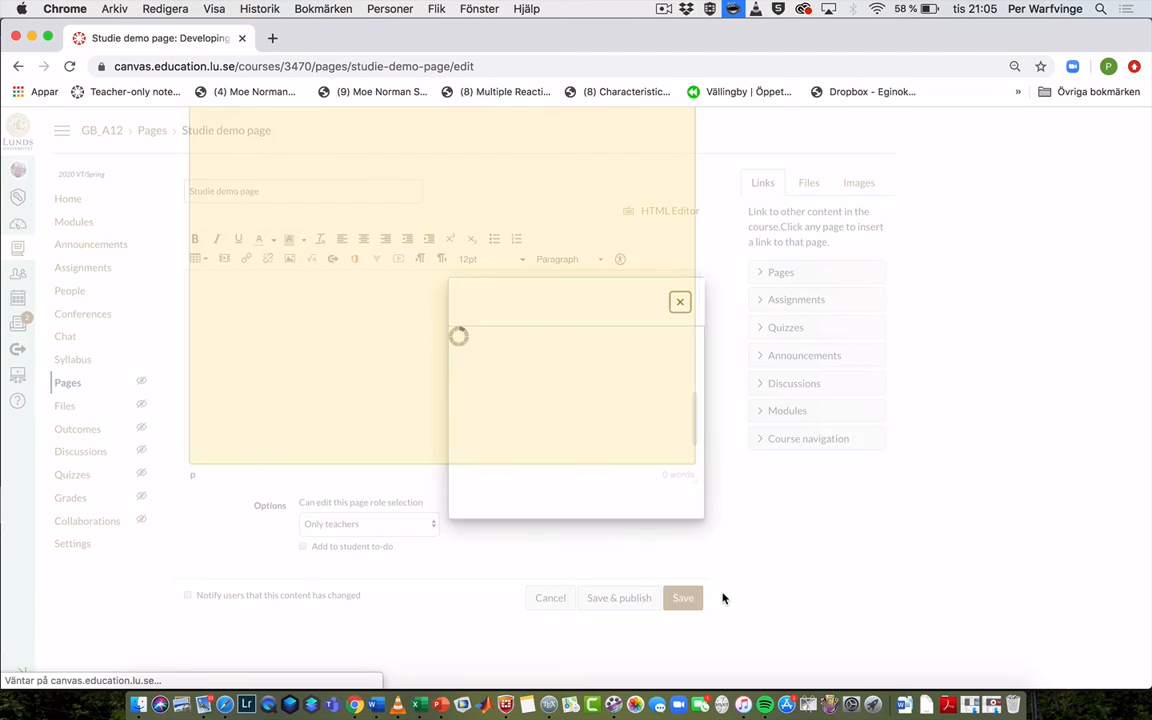 Chrome Arkiv Redigera Visa Historik Bokmärken Personer Flik Fönster Hjälp 58 % tis 21:05 Per Warfvinge
Studie demo page: Developing
canvas.education.lu.se/courses/3470/pages/studie-demo-page/edit P
Appar Teacher-only note... (4) Moe Norman... (9) Moe Norman S... (8) Multiple Reacti... (8) Characteristic... Vällingby | Öppet... Dropbox - Eginok... » Övriga bokmärken
GB_A12 › Pages › Studie demo page
LUNDS
2020 VT/Spring
Home
Modules
Announcements
Assignments
People
Conferences
Chat
Syllabus
Pages
Files
Outcomes
Discussions
Quizzes
Grades
Collaborations
Settings
2
Studie demo page
HTML Editor
B I U A A
12pt Paragraph
p 0 words
Options Can edit this page role selection
Only teachers
Add to student to-do
Notify users that this content has changed
Cancel Save & publish Save
Links Files Images
Link to other content in the
course.Click any page to insert
a link to that page.
Pages
Assignments
Quizzes
Announcements
Discussions
Modules
Course navigation
Väntar på canvas.education.lu.se...